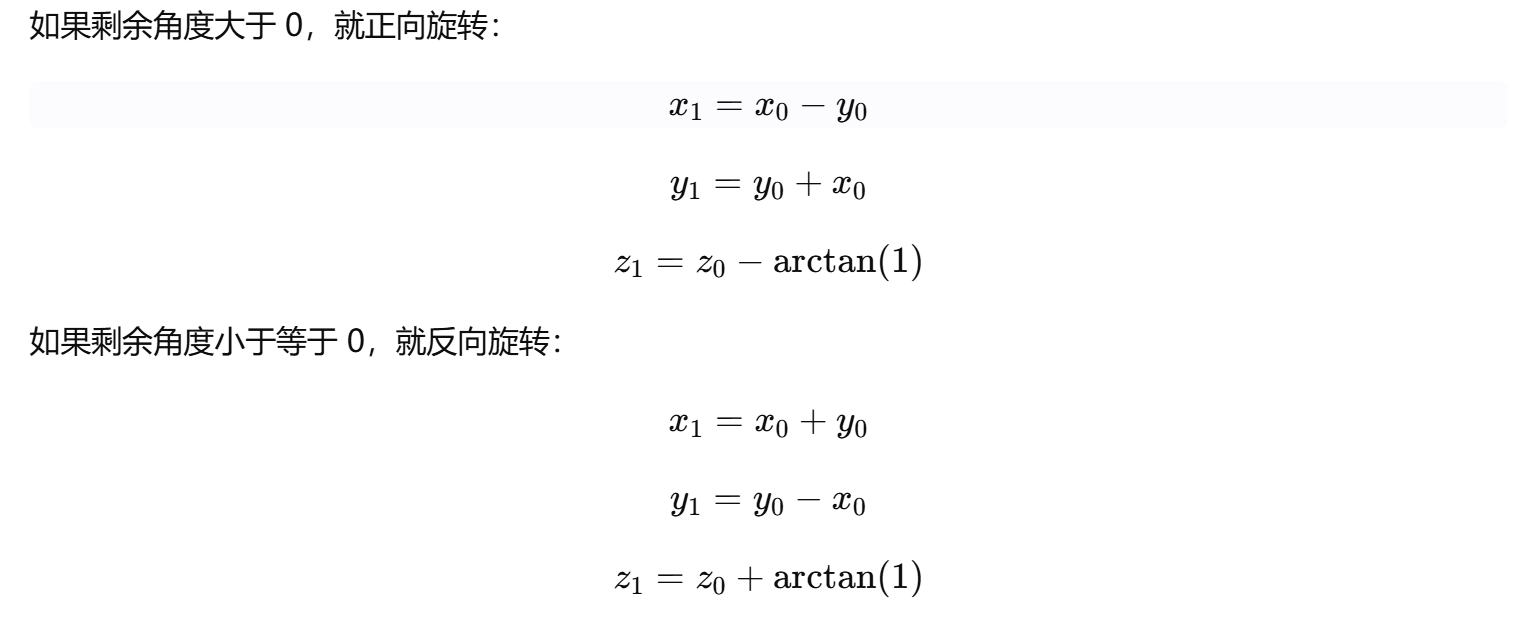 如果剩余角度大于 0，就正向旋转：
x₁ = x₀ − y₀
y₁ = y₀ + x₀
z₁ = z₀ − arctan(1)
如果剩余角度小于等于 0，就反向旋转：
x₁ = x₀ + y₀
y₁ = y₀ − x₀
z₁ = z₀ + arctan(1)